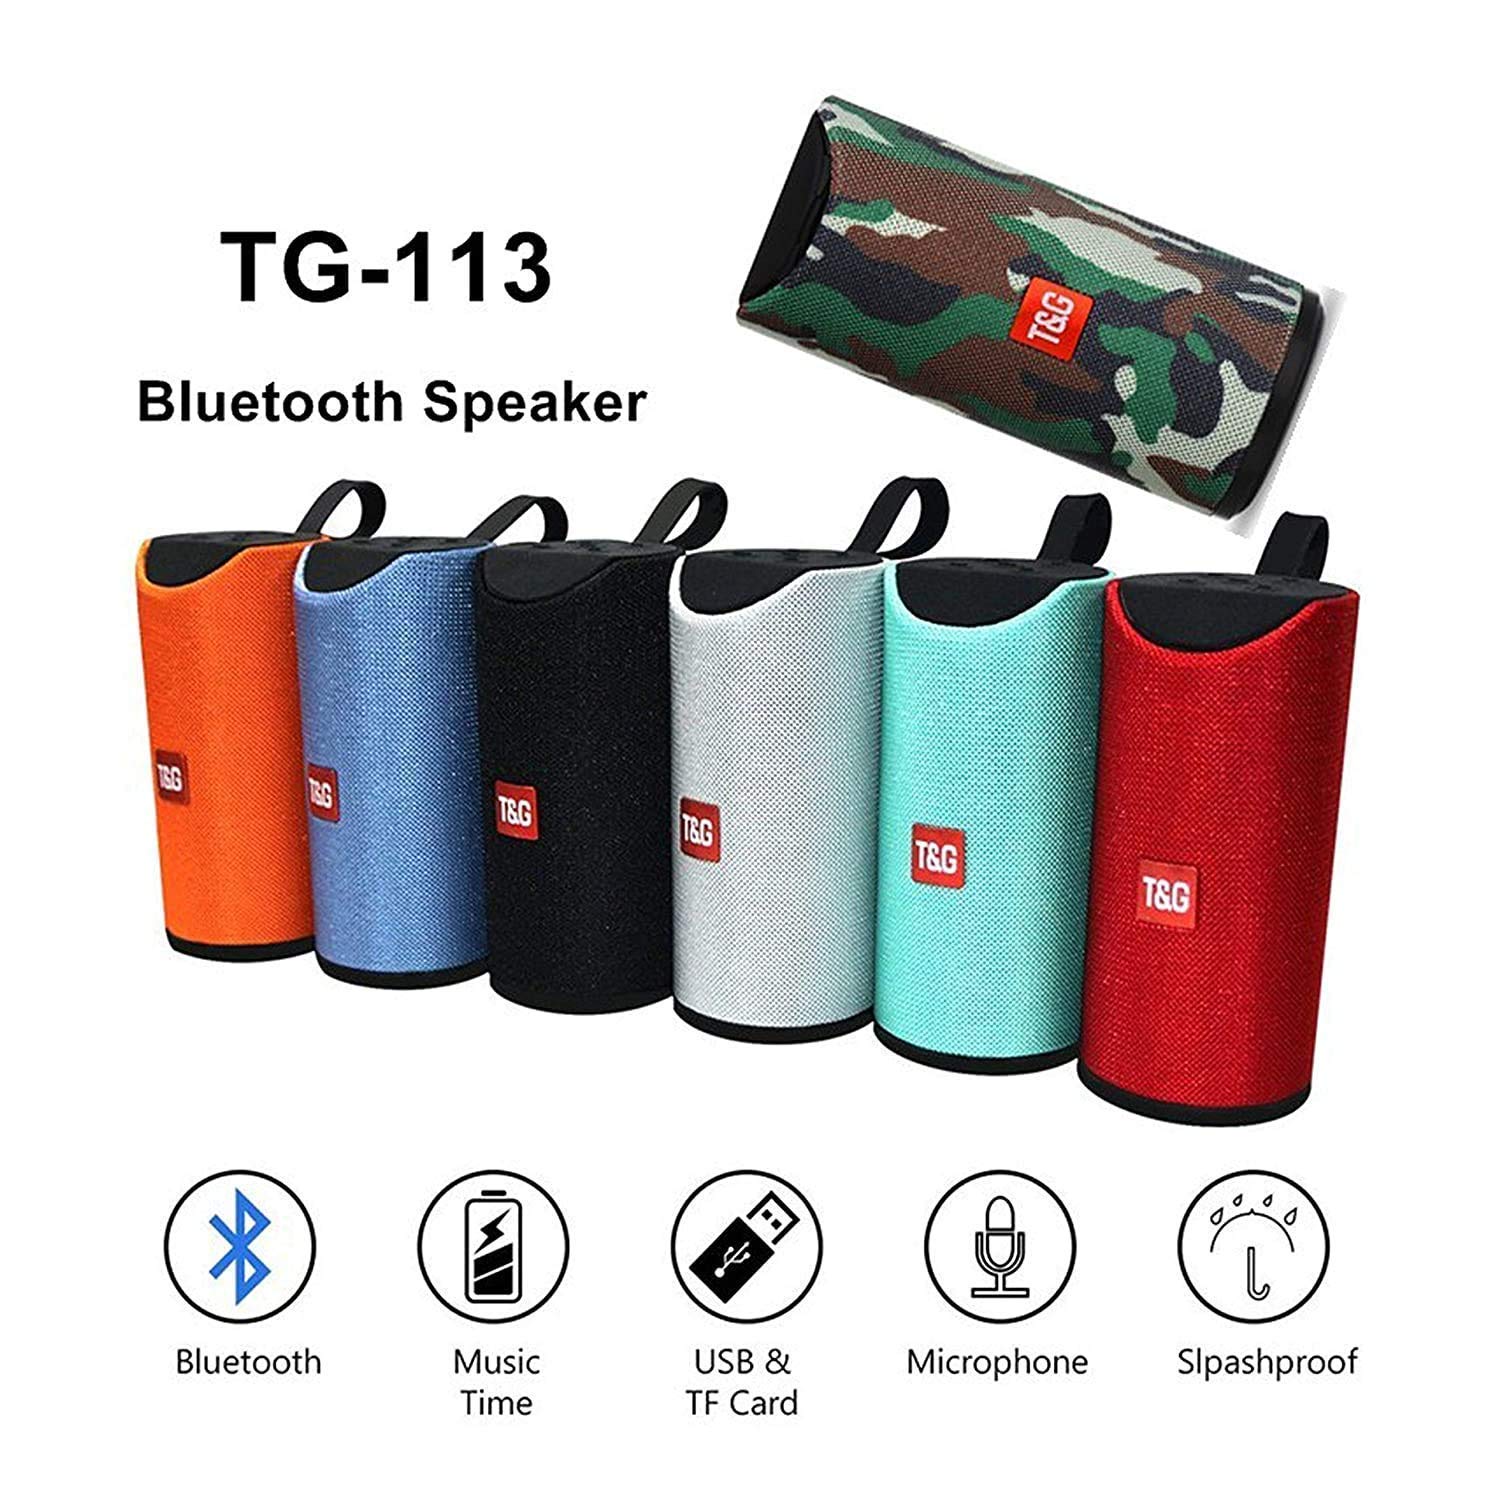 TG-113
Bluetooth Speaker
T&G
T&G
T&G
T&G
T&G
T&G
T&G
Bluetooth
Music
Time
USB &
TF Card
Microphone
Slpashproof